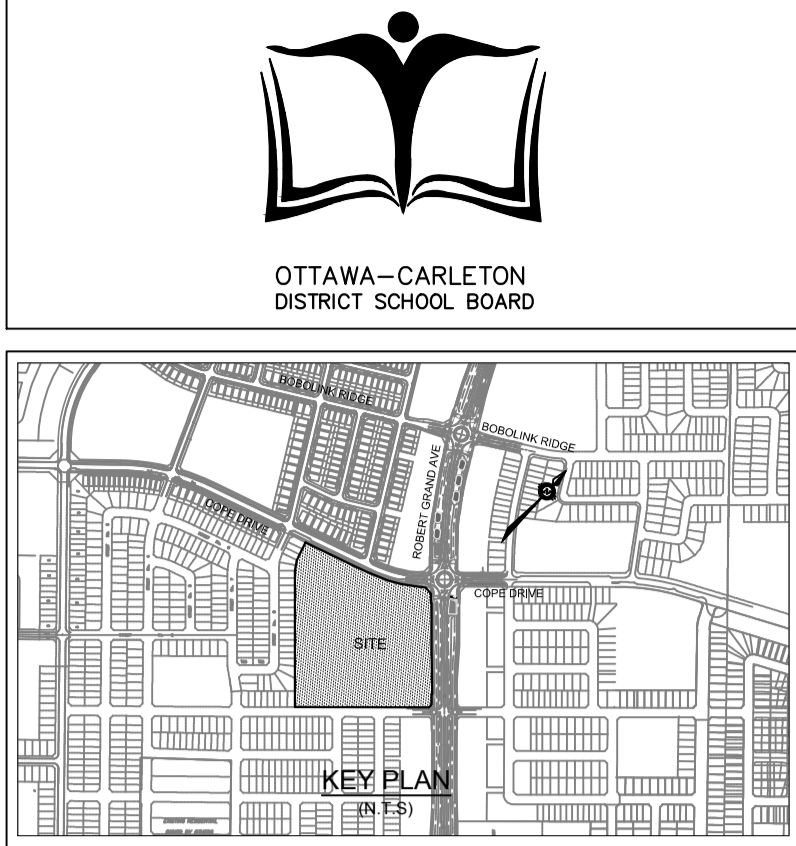 OTTAWA-CARLETON
DISTRICT SCHOOL BOARD
BOBOLINK RIDGE
BOBOLINK RIDGE
ROBERT GRAND AVE
COPE DRIVE
COPE DRIVE
SITE
KEY PLAN
(N.T.S)